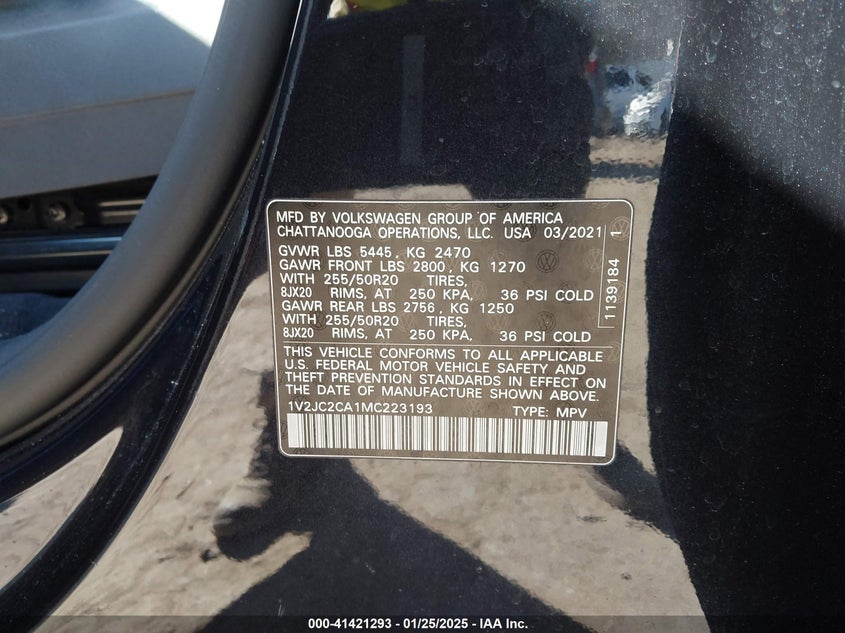 MFD BY VOLKSWAGEN GROUP OF AMERICA
CHATTANOOGA OPERATIONS, LLC. USA 03/2021
GVWR LBS 5445, KG 2470
GAWR FRONT LBS 2800, KG 1270
WITH 255/50R20 TIRES,
8JX20 RIMS, AT 250 KPA, 36 PSI COLD
GAWR REAR LBS 2756, KG 1250
WITH 255/50R20 TIRES,
8JX20 RIMS, AT 250 KPA, 36 PSI COLD
1139184 1
THIS VEHICLE CONFORMS TO ALL APPLICABLE
U.S. FEDERAL MOTOR VEHICLE SAFETY AND
THEFT PREVENTION STANDARDS IN EFFECT ON
THE DATE OF MANUFACTURE SHOWN ABOVE.
1V2JC2CA1MC223193 TYPE: MPV
000-41421293 - 01/25/2025 - IAA Inc.